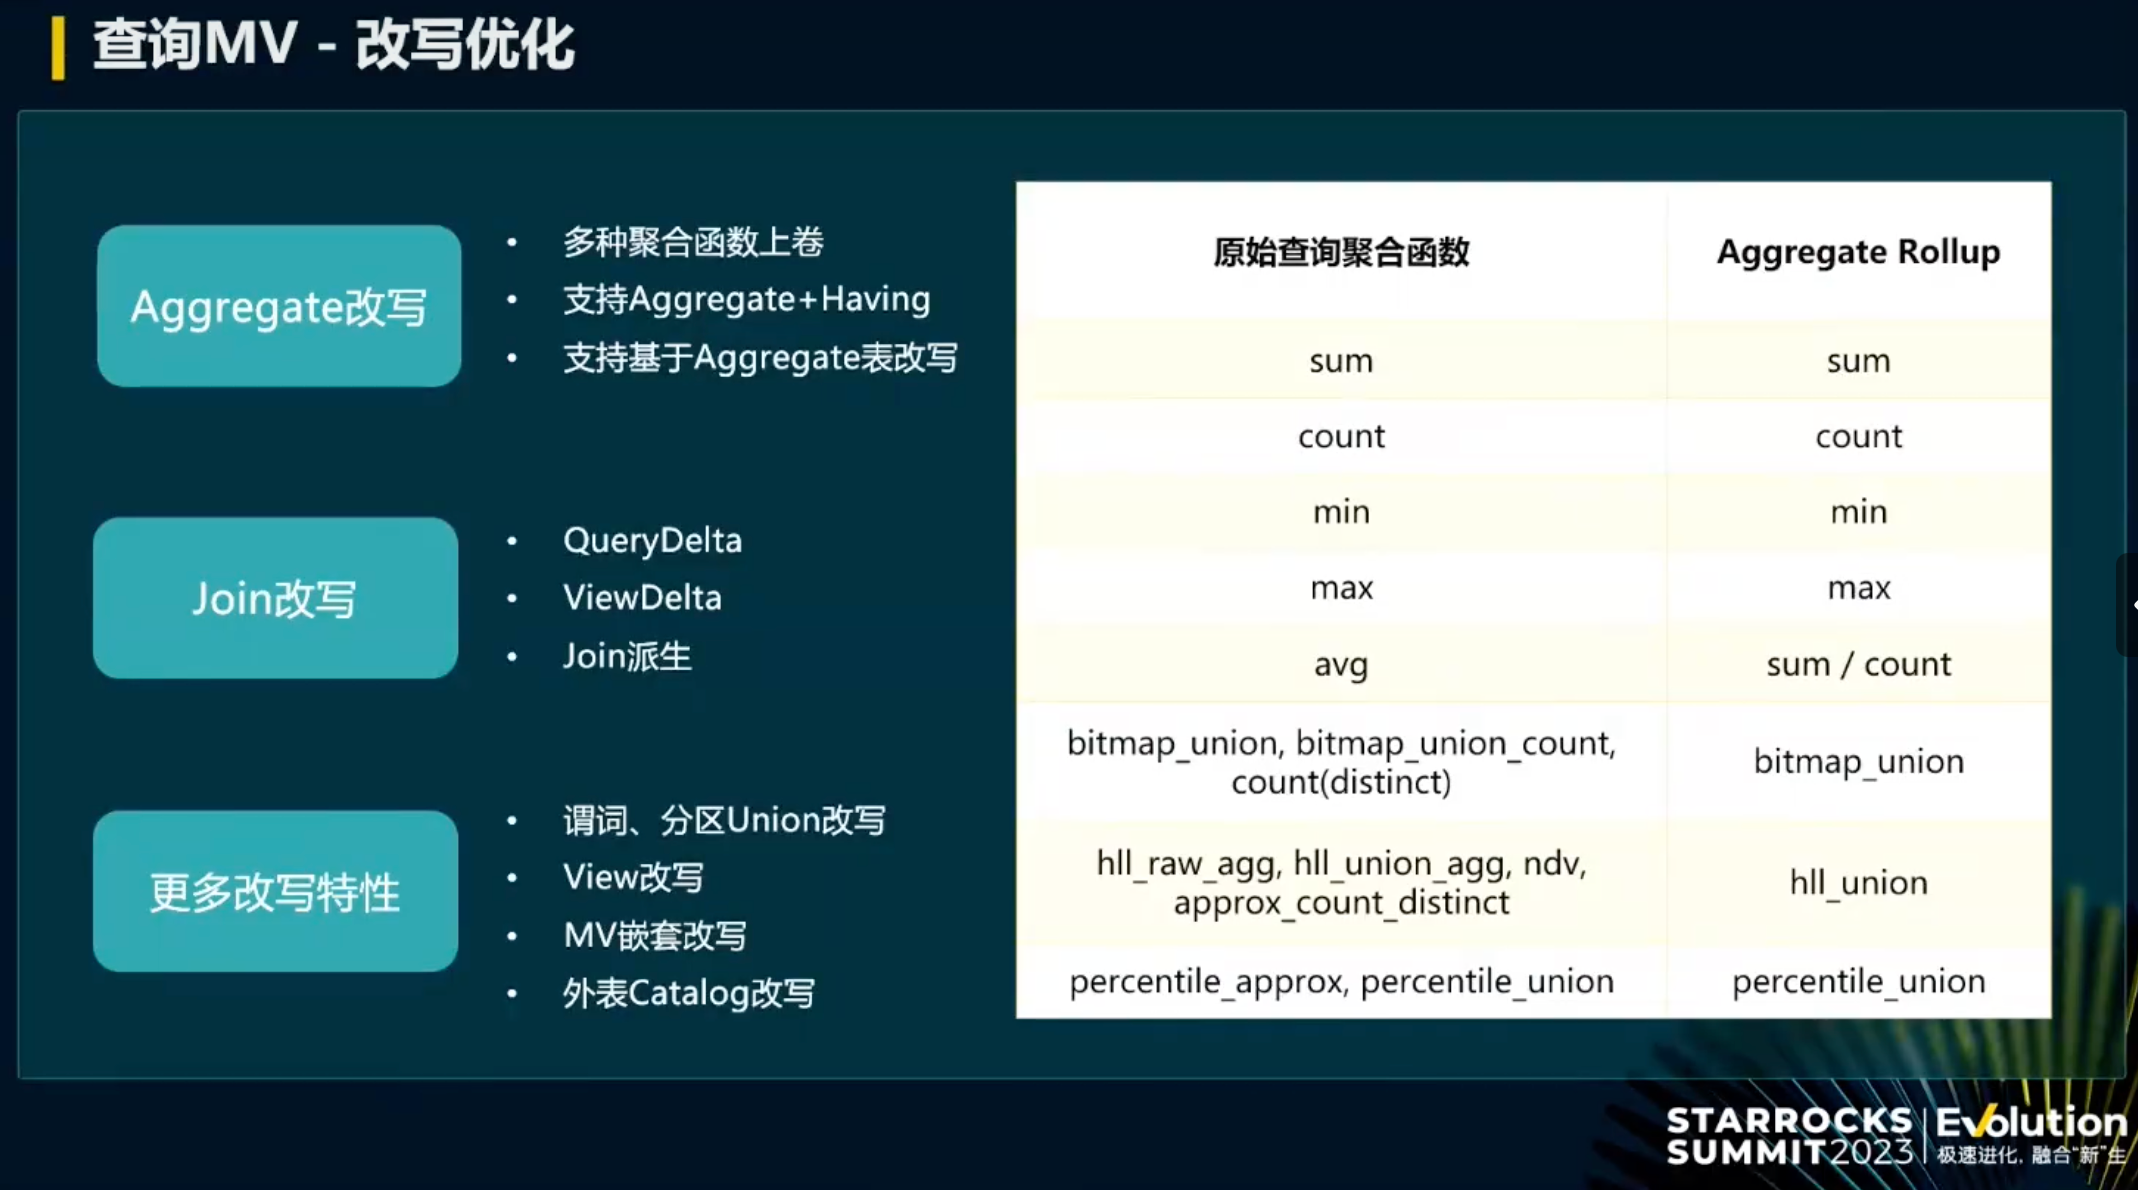 查询MV - 改写优化
Aggregate改写
多种聚合函数上卷
支持Aggregate+Having
支持基于Aggregate表改写
Join改写
QueryDelta
ViewDelta
Join派生
更多改写特性
谓词、分区Union改写
View改写
MV嵌套改写
外表Catalog改写
原始查询聚合函数 Aggregate Rollup
sum sum
count count
min min
max max
avg sum / count
bitmap_union, bitmap_union_count,
count(distinct)
bitmap_union
hll_raw_agg, hll_union_agg, ndv,
approx_count_distinct
hll_union
percentile_approx, percentile_union percentile_union
STARROCKS
SUMMIT2023
Evolution
极速进化, 融合“新”生